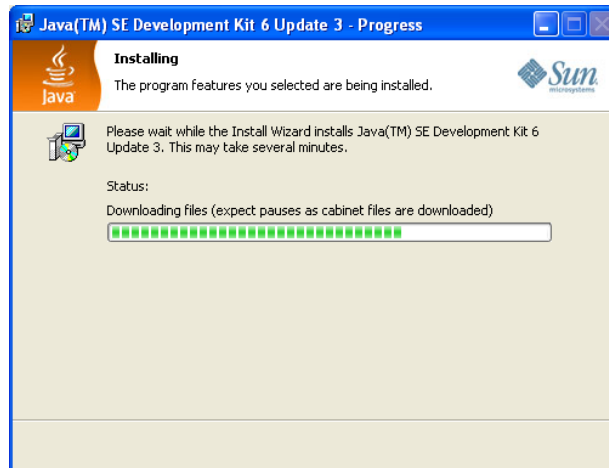 Java(TM) SE Development Kit 6 Update 3 - Progress
Installing
The program features you selected are being installed.
Java
Sun
microsystems
Please wait while the Install Wizard installs Java(TM) SE Development Kit 6
Update 3. This may take several minutes.
Status:
Downloading files (expect pauses as cabinet files are downloaded)